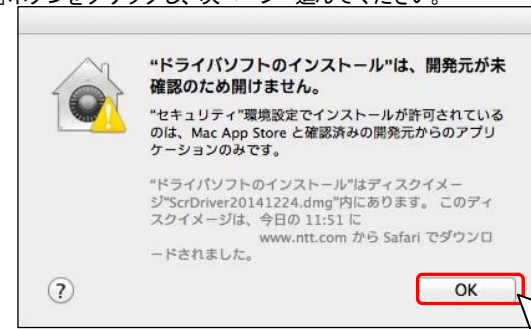 ボタンをクリックし、次ページへ進んでください。
“ドライバソフトのインストール”は、開発元が未
確認のため開けません。
“セキュリティ”環境設定でインストールが許可されている
のは、Mac App Store と確認済みの開発元からのアプリ
ケーションのみです。
“ドライバソフトのインストール”はディスクイメー
ジ“ScrDriver20141224.dmg”内にあります。 このディ
スクイメージは、今日の 11:51 に
www.ntt.com から Safari でダウンロ
ードされました。
?
OK